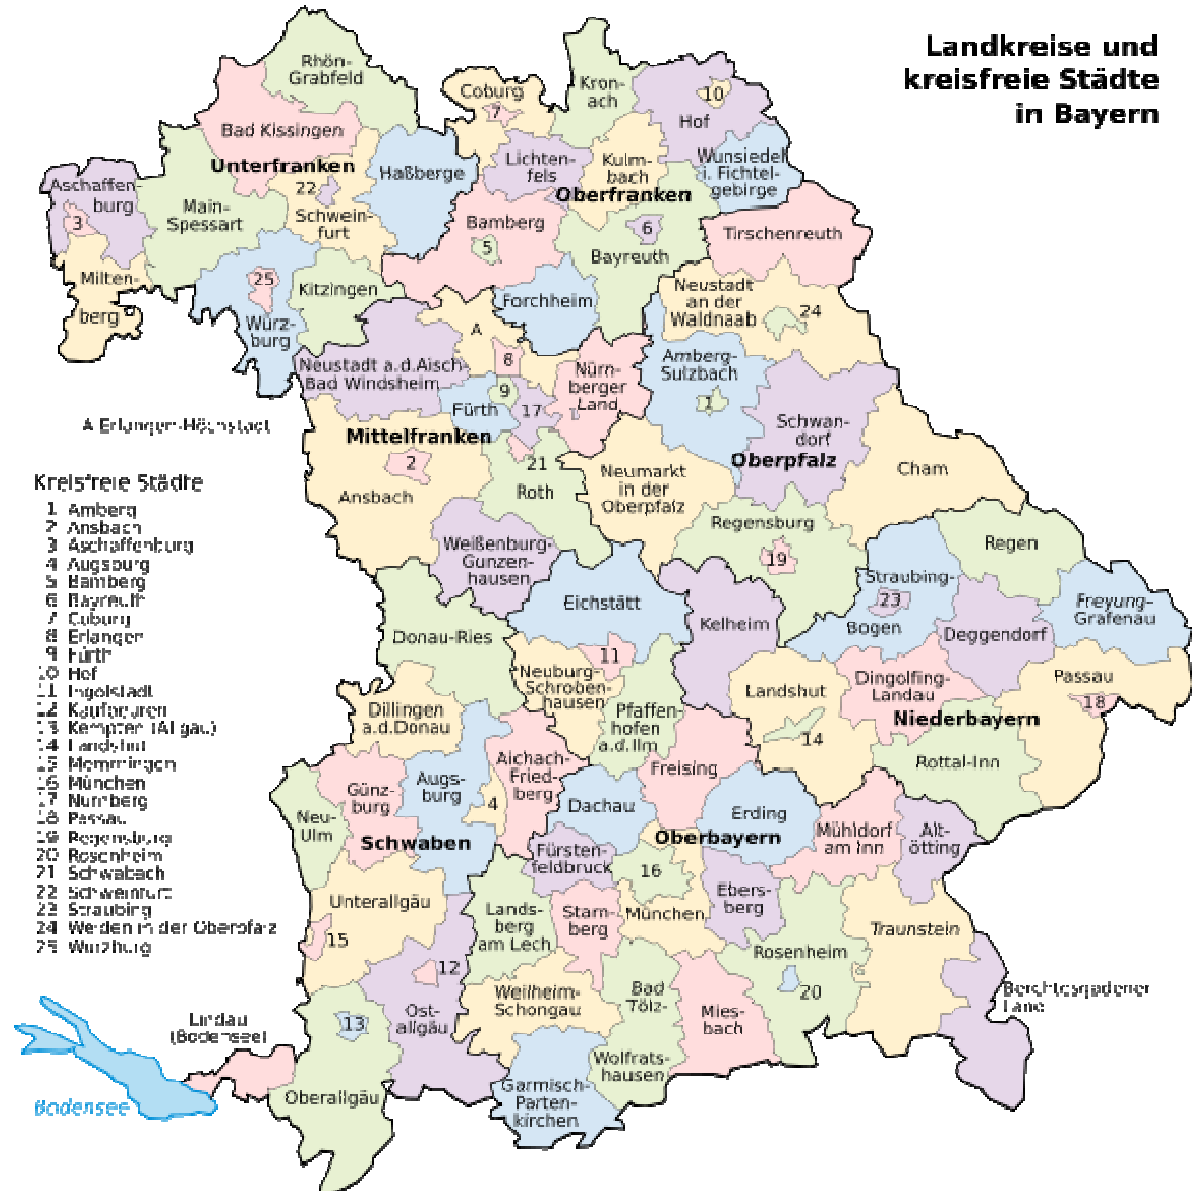 Landkreise und
kreisfreie Städte
in Bayern
Rhön-
Grabfeld
Coburg
7
Kron-
ach
10
Hof
Bad Kissingen
Unterfranken
22
Schwein-
furt
Haßberge
Lichten-
fels
Kulm-
bach
Oberfranken
Wunsiedel
i. Fichtel-
gebirge
Aschaffen-
burg
3
Main-
Spessart
Bamberg
5
6
Bayreuth
Tirschenreuth
Milten-
berg
25
Würz-
burg
Kitzingen
Forchheim
Neustadt
an der
Waldnaab
24
A
8
Neustadt a.d.Aisch-
Bad Windsheim
9
Fürth
17
Nürn-
berger
Land
Amberg-
Sulzbach
1
Schwan-
dorf
Oberpfalz
Cham
A Erlangen-Höchstadt
Mittelfranken
2
Ansbach
21
Roth
Neumarkt
in der
Oberpfalz
Regensburg
19
Regen
Weißenburg-
Gunzen-
hausen
Eichstätt
Kelheim
Straubing-
23
Bogen
Deggendorf
Freyung-
Grafenau
Donau-Ries
11
Neuburg-
Schroben-
hausen
Pfaffen-
hofen
a.d.Ilm
Landshut
14
Dingolfing-
Landau
Niederbayern
Passau
18
Rottal-Inn
Dillingen
a.d.Donau
Aichach-
Fried-
berg
Augs-
burg
4
Günz-
burg
Neu-
Ulm
Schwaben
Freising
Dachau
Erding
Oberbayern
Mühldorf
am Inn
Alt-
ötting
Fürsten-
feldbruck
16
München
Ebers-
berg
Unterallgäu
15
Lands-
berg
am Lech
Starn-
berg
Rosenheim
20
Traunstein
12
Ost-
allgäu
13
Weilheim-
Schongau
Bad
Tölz-
Wolfrats-
hausen
Mies-
bach
Berchtesgadener
Land
Lindau
(Bodensee)
Bodensee
Oberallgäu
Garmisch-
Parten-
kirchen
Kreisfreie Städte
1 Amberg
2 Ansbach
3 Aschaffenburg
4 Augsburg
5 Bamberg
6 Bayreuth
7 Coburg
8 Erlangen
9 Fürth
10 Hof
11 Ingolstadt
12 Kaufbeuren
13 Kempten (Allgäu)
14 Landshut
15 Memmingen
16 München
17 Nürnberg
18 Passau
19 Regensburg
20 Rosenheim
21 Schwabach
22 Schweinfurt
23 Straubing
24 Weiden in der Oberpfalz
25 Würzburg